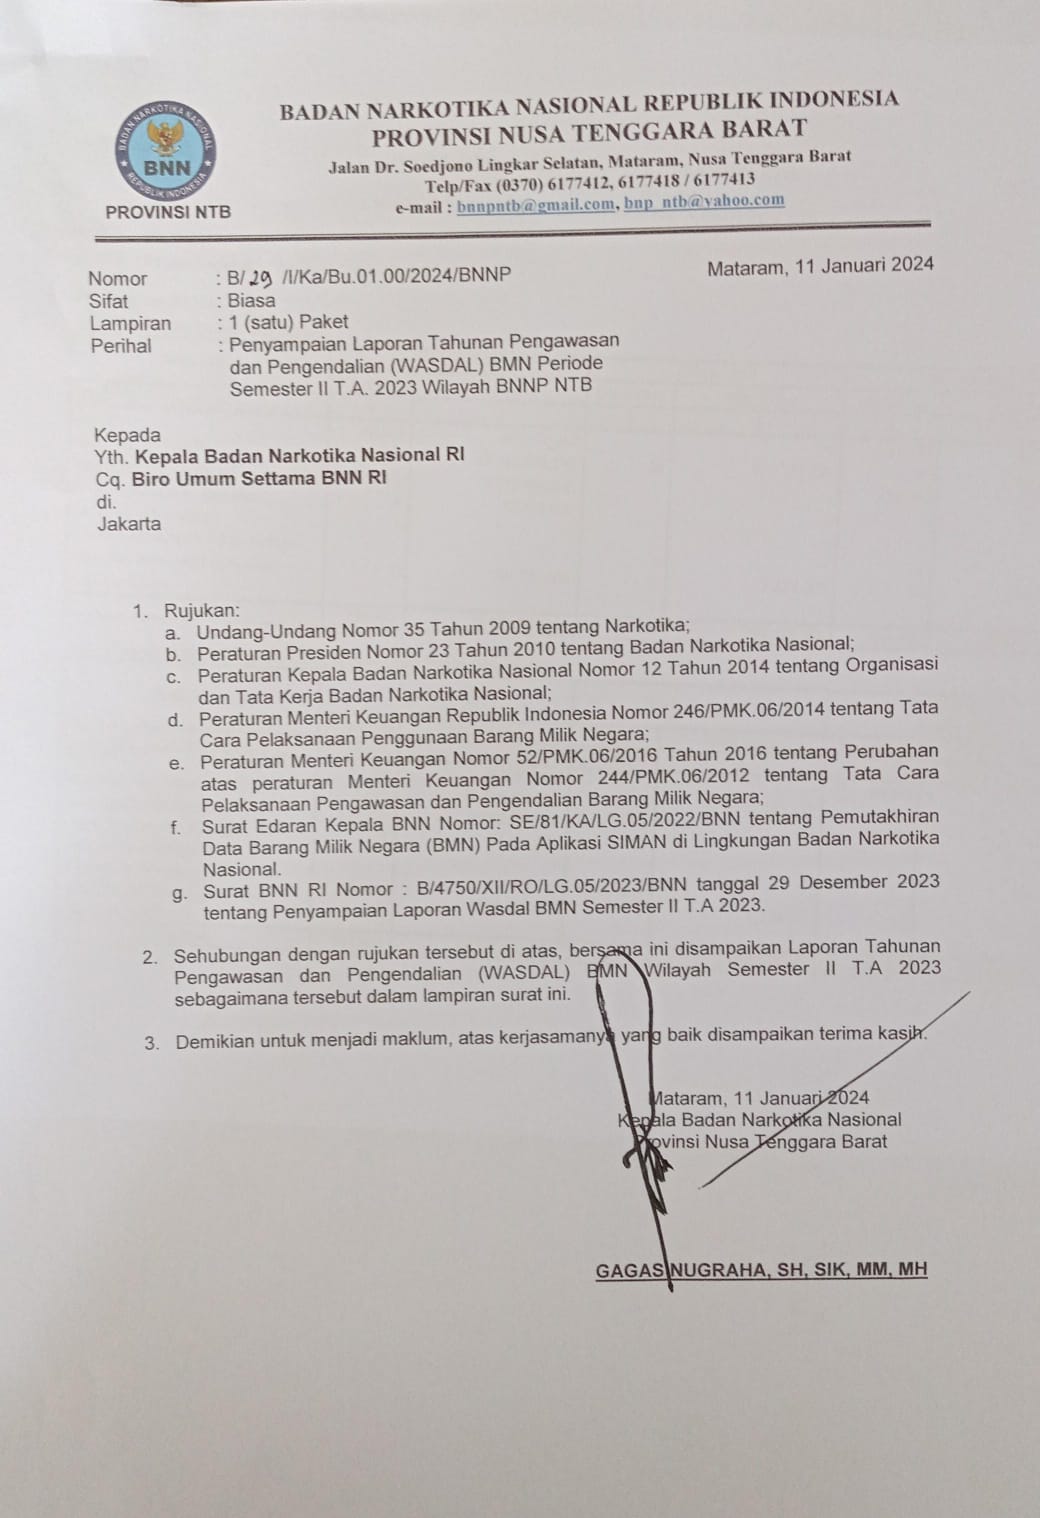 BADAN NARKOTIKA NASIONAL
REPUBLIK INDONESIA
BNN
PROVINSI NTB
BADAN NARKOTIKA NASIONAL REPUBLIK INDONESIA
PROVINSI NUSA TENGGARA BARAT
Jalan Dr. Soedjono Lingkar Selatan, Mataram, Nusa Tenggara Barat
Telp/Fax (0370) 6177412, 6177418 / 6177413
e-mail : bnnpntb@gmail.com, bnp_ntb@yahoo.com
Nomor : B/ 29 /I/Ka/Bu.01.00/2024/BNNP Mataram, 11 Januari 2024
Sifat : Biasa
Lampiran : 1 (satu) Paket
Perihal : Penyampaian Laporan Tahunan Pengawasan
dan Pengendalian (WASDAL) BMN Periode
Semester II T.A. 2023 Wilayah BNNP NTB
Kepada
Yth. Kepala Badan Narkotika Nasional RI
Cq. Biro Umum Settama BNN RI
di.
Jakarta
1. Rujukan:
a. Undang-Undang Nomor 35 Tahun 2009 tentang Narkotika;
b. Peraturan Presiden Nomor 23 Tahun 2010 tentang Badan Narkotika Nasional;
c. Peraturan Kepala Badan Narkotika Nasional Nomor 12 Tahun 2014 tentang Organisasi
dan Tata Kerja Badan Narkotika Nasional;
d. Peraturan Menteri Keuangan Republik Indonesia Nomor 246/PMK.06/2014 tentang Tata
Cara Pelaksanaan Penggunaan Barang Milik Negara;
e. Peraturan Menteri Keuangan Nomor 52/PMK.06/2016 Tahun 2016 tentang Perubahan
atas peraturan Menteri Keuangan Nomor 244/PMK.06/2012 tentang Tata Cara
Pelaksanaan Pengawasan dan Pengendalian Barang Milik Negara;
f. Surat Edaran Kepala BNN Nomor: SE/81/KA/LG.05/2022/BNN tentang Pemutakhiran
Data Barang Milik Negara (BMN) Pada Aplikasi SIMAN di Lingkungan Badan Narkotika
Nasional.
g. Surat BNN RI Nomor : B/4750/XII/RO/LG.05/2023/BNN tanggal 29 Desember 2023
tentang Penyampaian Laporan Wasdal BMN Semester II T.A 2023.
2. Sehubungan dengan rujukan tersebut di atas, bersama ini disampaikan Laporan Tahunan
Pengawasan dan Pengendalian (WASDAL) BMN Wilayah Semester II T.A 2023
sebagaimana tersebut dalam lampiran surat ini.
3. Demikian untuk menjadi maklum, atas kerjasamanya yang baik disampaikan terima kasih.
Mataram, 11 Januari 2024
Kepala Badan Narkotika Nasional
Provinsi Nusa Tenggara Barat
GAGAS NUGRAHA, SH, SIK, MM, MH